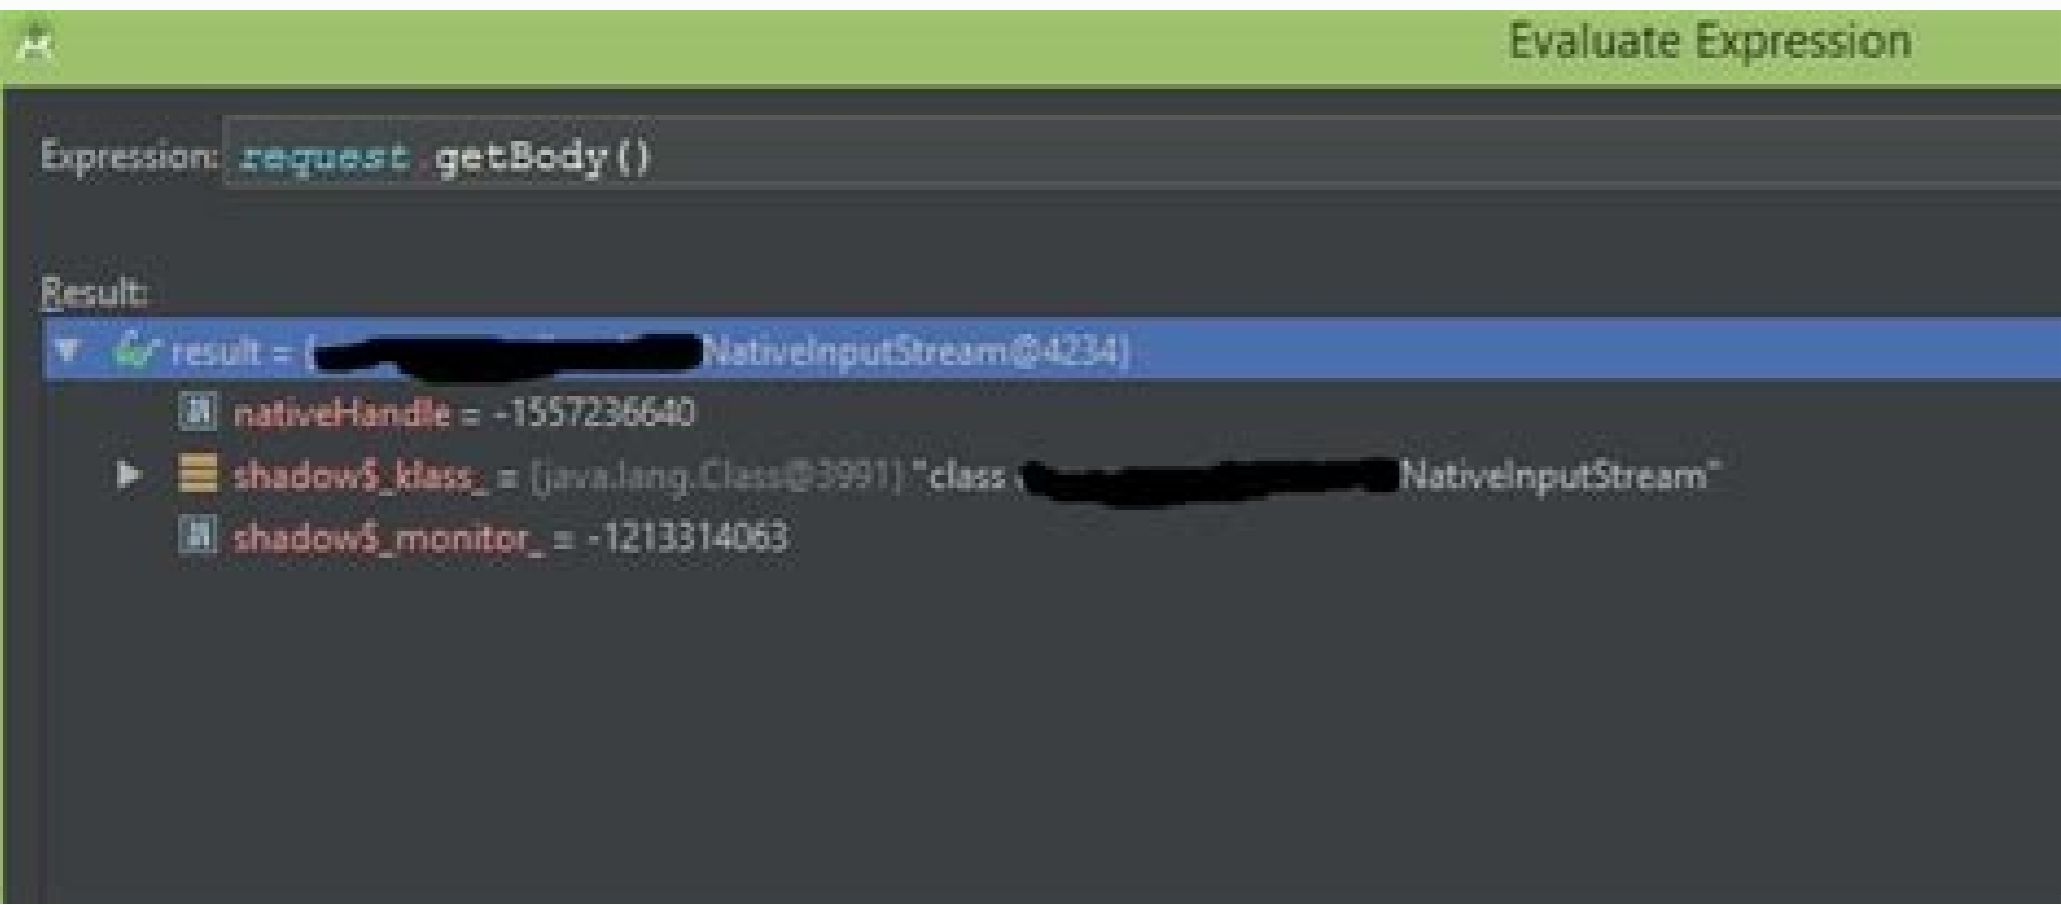 Evaluate Expression
Expression: request.getBody()
Result:
result = { NativeInputStream@4234}
nativeHandle = -1557236640
shadow$_klass_ = {java.lang.Class@3991} "class NativeInputStream"
shadow$_monitor_ = -1213314063